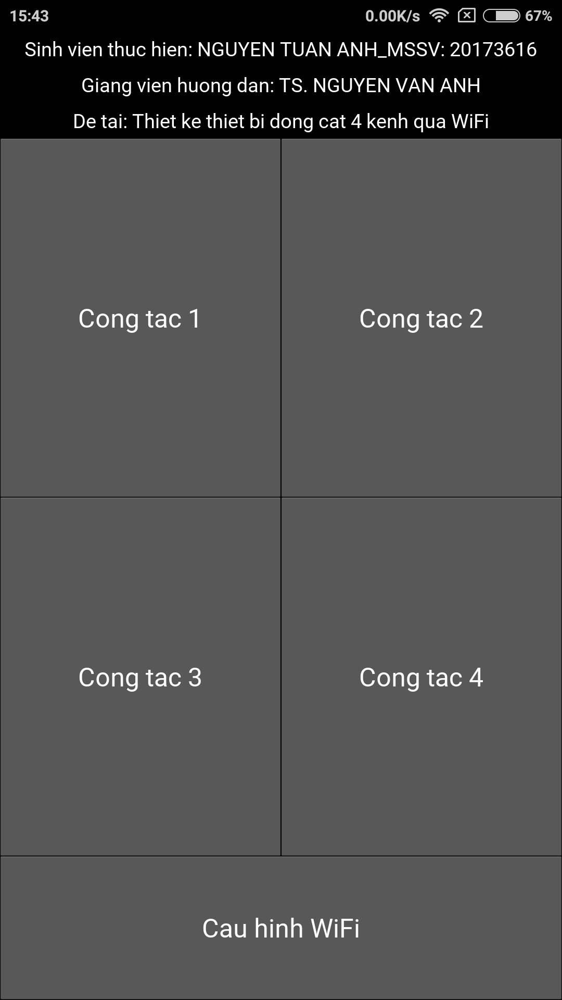 15:43 0.00K/s 67%
Sinh vien thuc hien: NGUYEN TUAN ANH_MSSV: 20173616
Giang vien huong dan: TS. NGUYEN VAN ANH
De tai: Thiet ke thiet bi dong cat 4 kenh qua WiFi
Cong tac 1
Cong tac 2
Cong tac 3
Cong tac 4
Cau hinh WiFi